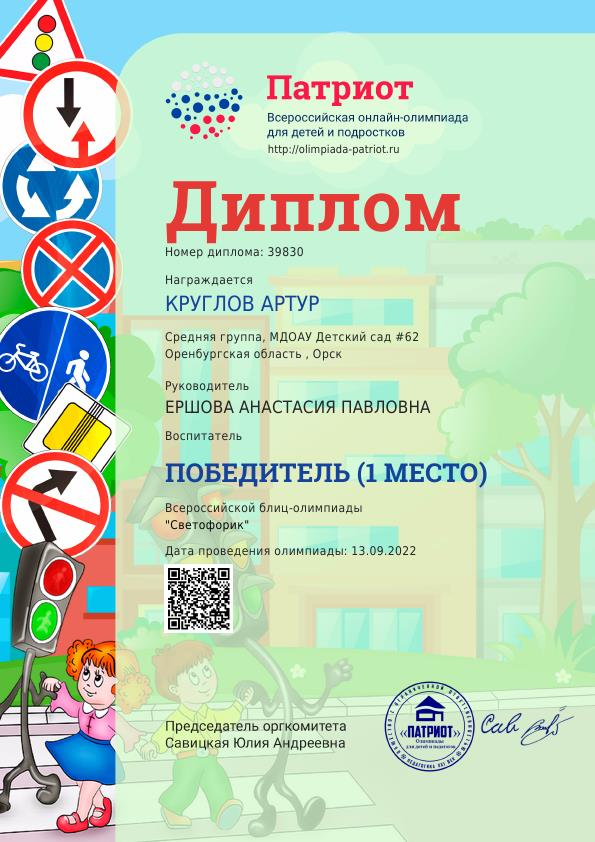 Патриот
Всероссийская онлайн-олимпиада
для детей и подростков
http://olimpiada-patriot.ru
Диплом
Номер диплома: 39830
Награждается
КРУГЛОВ АРТУР
Средняя группа, МДОАУ Детский сад #62
Оренбургская область , Орск
Руководитель
ЕРШОВА АНАСТАСИЯ ПАВЛОВНА
Воспитатель
ПОБЕДИТЕЛЬ (1 МЕСТО)
Всероссийской блиц-олимпиады
"Светофорик"
Дата проведения олимпиады: 13.09.2022
Председатель оргкомитета
Савицкая Юлия Андреевна
«ПАТРИОТ»
Олимпиады
для детей и педагогов